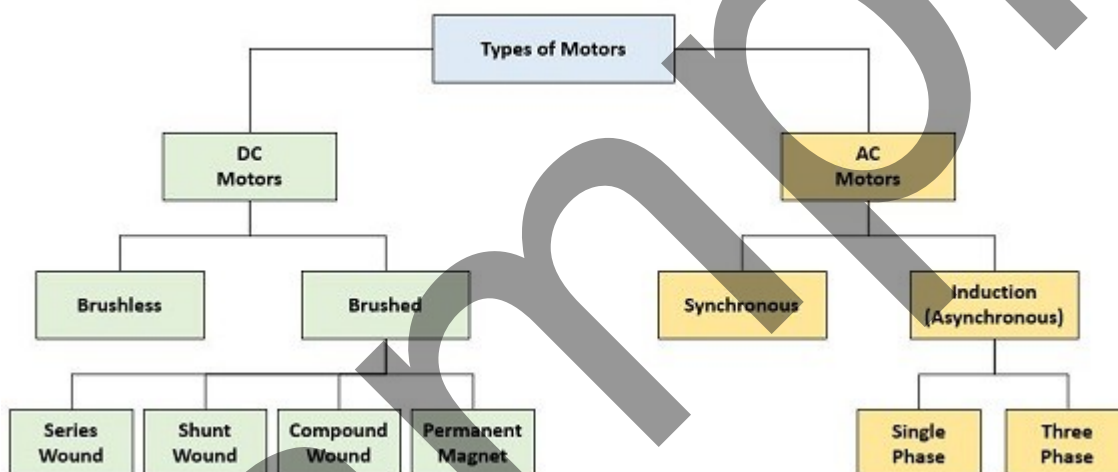 Types of Motors
DC
Motors
AC
Motors
Brushless
Brushed
Synchronous
Induction
(Asynchronous)
Series
Wound
Shunt
Wound
Compound
Wound
Permanent
Magnet
Single
Phase
Three
Phase